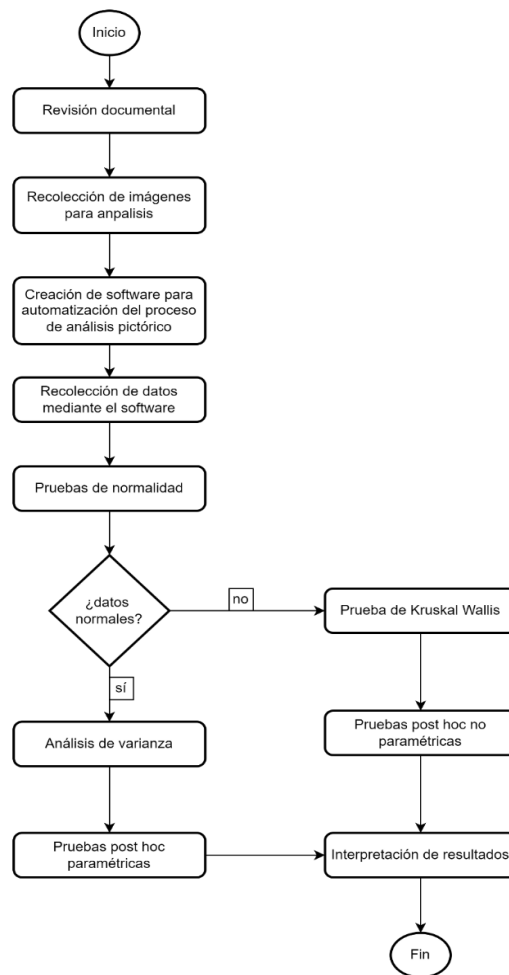 Inicio
Revisión documental
Recolección de imágenes
para anpalisis
Creación de software para
automatización del proceso
de análisis pictórico
Recolección de datos
mediante el software
Pruebas de normalidad
¿datos
normales?
no
Prueba de Kruskal Wallis
sí
Análisis de varianza
Pruebas post hoc no
paramétricas
Pruebas post hoc
paramétricas
Interpretación de resultados
Fin